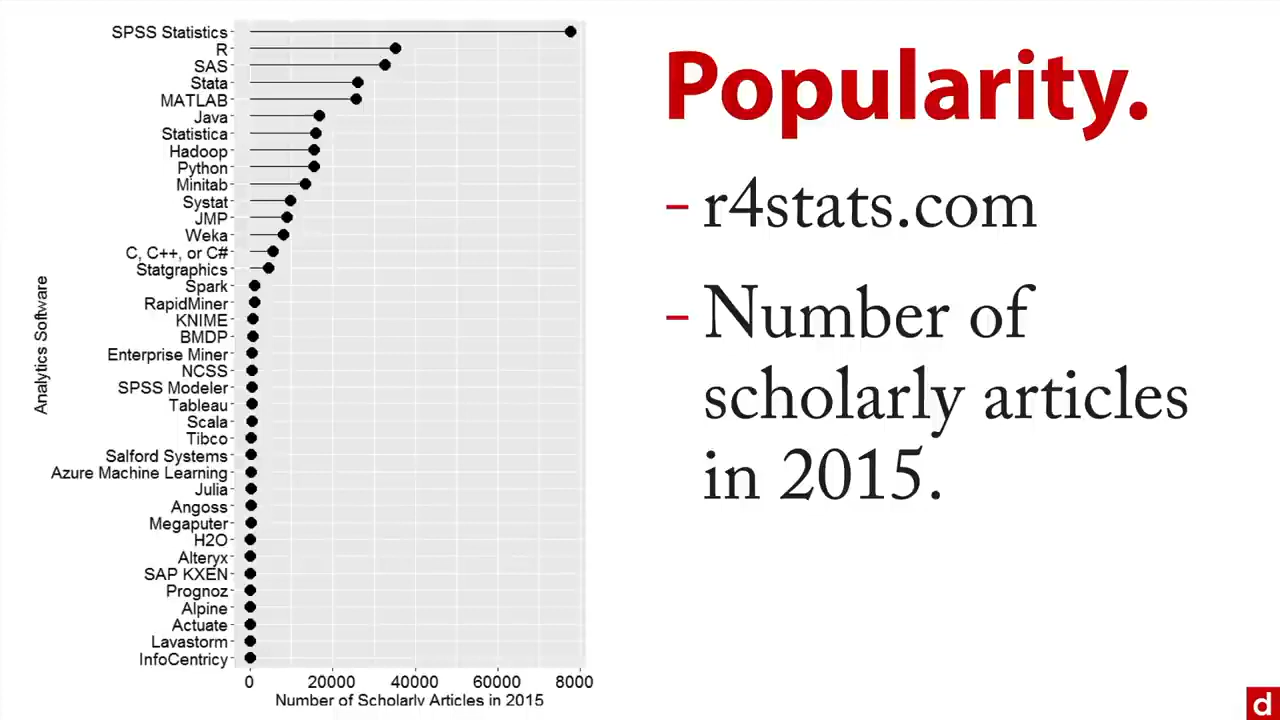 SPSS Statistics
R
SAS
Stata
MATLAB
Java
Statistica
Hadoop
Python
Minitab
Systat
JMP
Weka
C, C++, or C#
Statgraphics
Spark
RapidMiner
KNIME
BMDP
Enterprise Miner
NCSS
SPSS Modeler
Tableau
Scala
Tibco
Salford Systems
Azure Machine Learning
Julia
Angoss
Megaputer
H2O
Alteryx
SAP KXEN
Prognoz
Alpine
Actuate
Lavastorm
InfoCentricy
Analytics Software
0 20000 40000 60000 8000
Number of Scholarly Articles in 2015
Popularity.
- r4stats.com
- Number of
scholarly articles
in 2015.
d